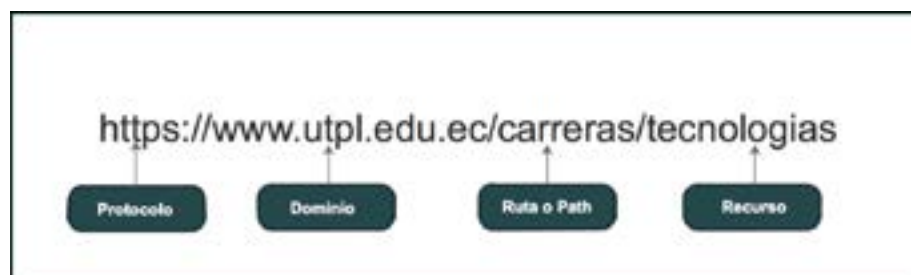 https://www.utpl.edu.ec/carreras/tecnologias
Protocolo Dominio Ruta o Path Recurso